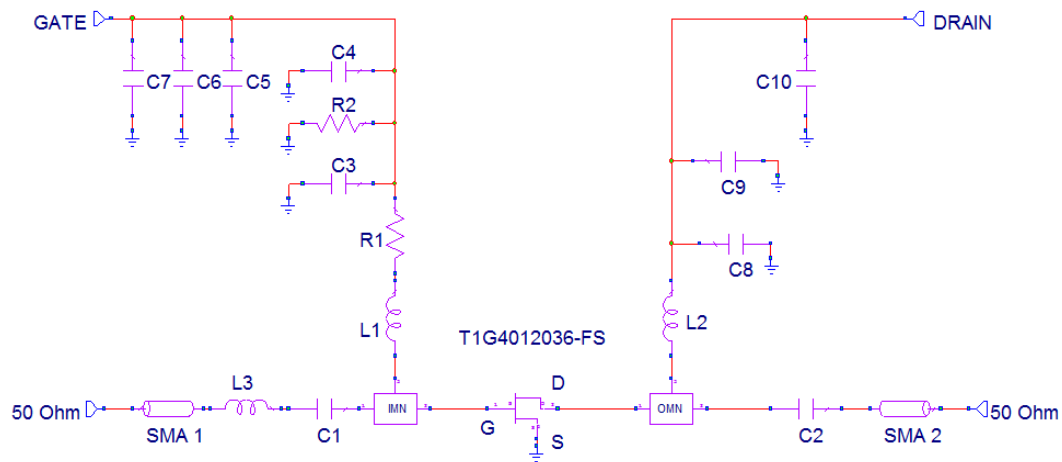 GATE
DRAIN
C4
C7
C6
C5
C10
R2
C3
C9
R1
C8
L1
T1G4012036-FS
L2
L3
D
50 Ohm
IMN
OMN
50 Ohm
SMA 1
C1
G
S
C2
SMA 2